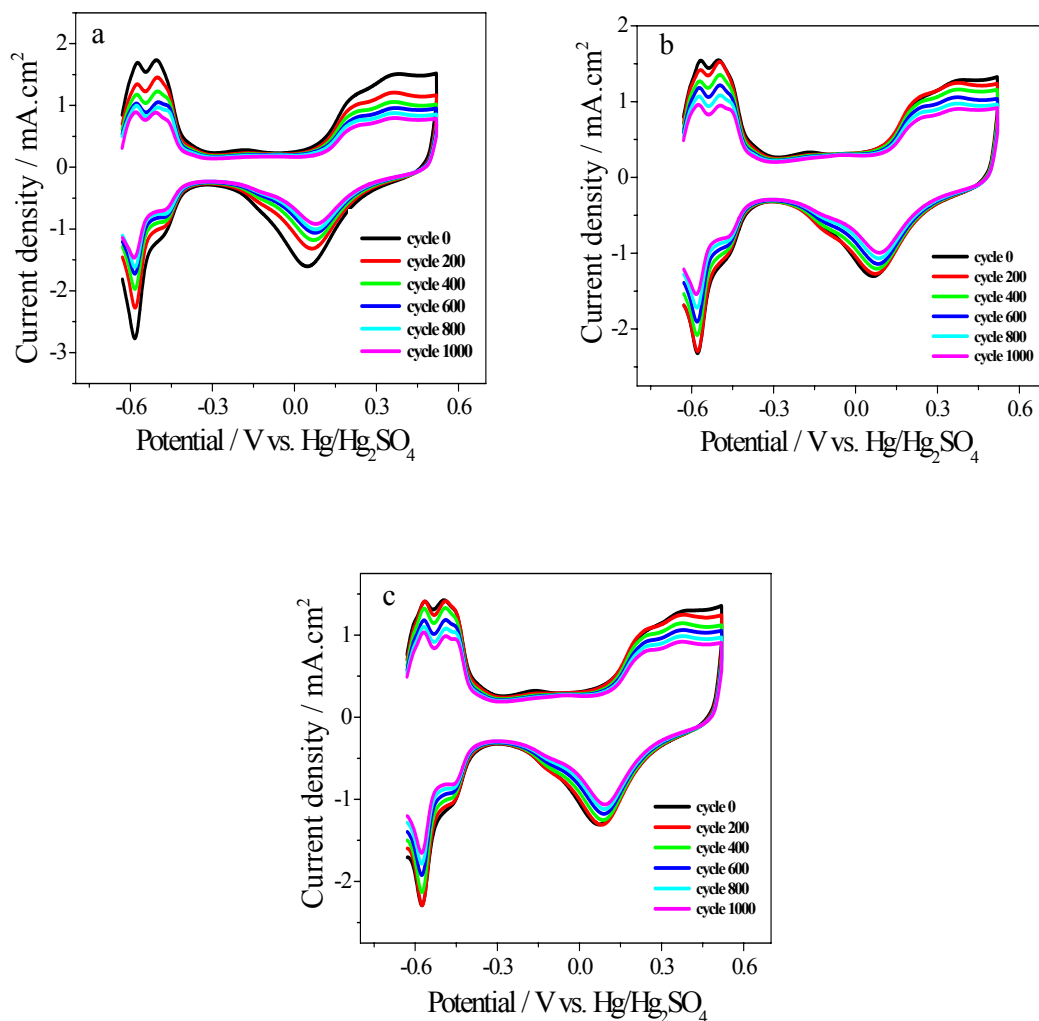 a
2
1
0
-1
-2
-3
Current density / mA.cm²
cycle 0
cycle 200
cycle 400
cycle 600
cycle 800
cycle 1000
-0.6 -0.3 0.0 0.3 0.6
Potential / V vs. Hg/Hg₂SO₄
b
2
1
0
-1
-2
Current density / mA.cm²
cycle 0
cycle 200
cycle 400
cycle 600
cycle 800
cycle 1000
-0.6 -0.3 0.0 0.3 0.6
Potential / V vs. Hg/Hg₂SO₄
c
1
0
-1
-2
Current density / mA.cm²
cycle 0
cycle 200
cycle 400
cycle 600
cycle 800
cycle 1000
-0.6 -0.3 0.0 0.3 0.6
Potential / V vs. Hg/Hg₂SO₄